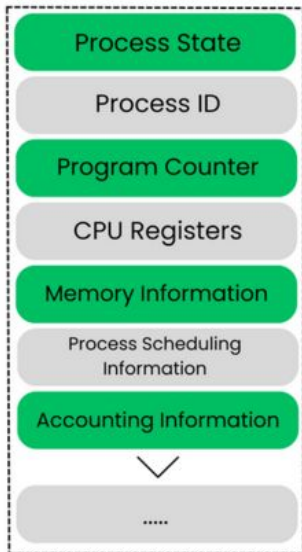 Process State
Process ID
Program Counter
CPU Registers
Memory Information
Process Scheduling
Information
Accounting Information
.....